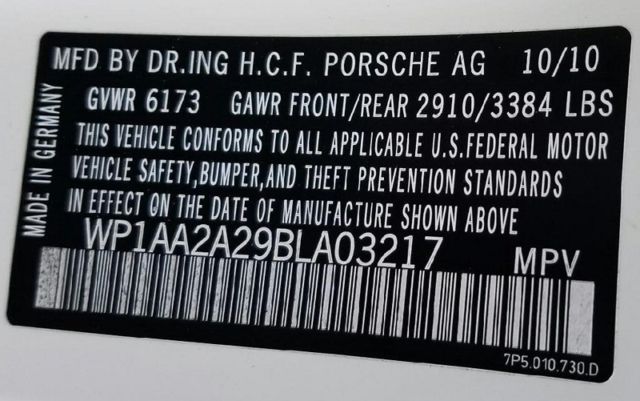 MFD BY DR.ING H.C.F. PORSCHE AG 10/10
GVWR 6173 GAWR FRONT/REAR 2910/3384 LBS
THIS VEHICLE CONFORMS TO ALL APPLICABLE U.S.FEDERAL MOTOR
VEHICLE SAFETY,BUMPER,AND THEFT PREVENTION STANDARDS
IN EFFECT ON THE DATE OF MANUFACTURE SHOWN ABOVE
WP1AA2A29BLA03217 MPV
MADE IN GERMANY
7P5.010.730.D